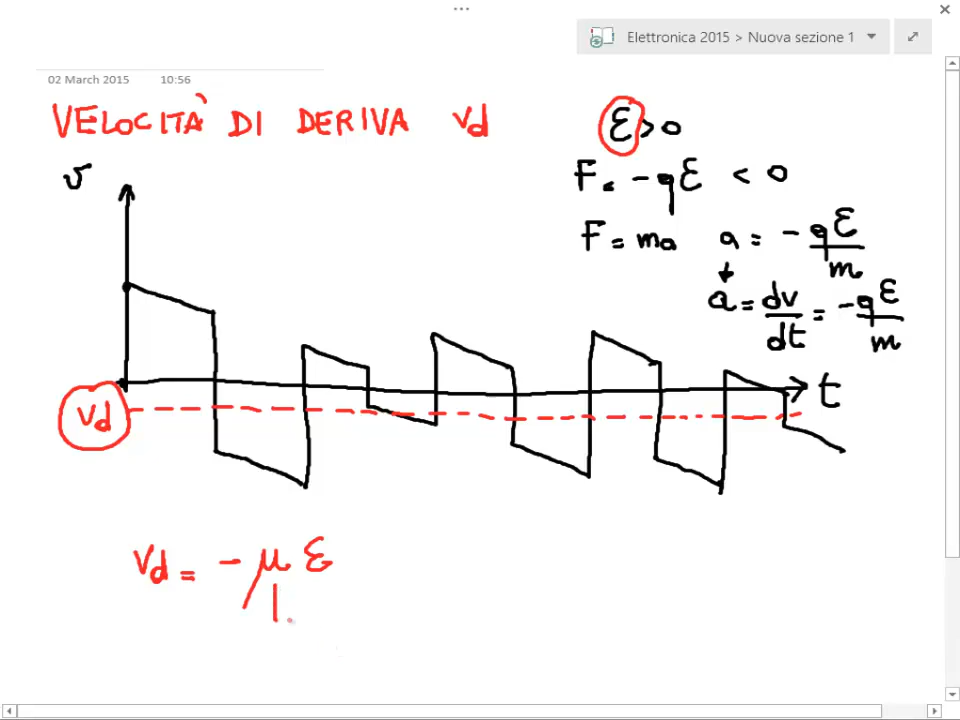 Elettronica 2015 > Nuova sezione 1
02 March 2015 10:56
VELOCITÀ DI DERIVA vd
ε > 0
F = -qε < 0
F = ma a = -qε/m
a = dv/dt = -qε/m
v
t
vd
vd = -μ ε